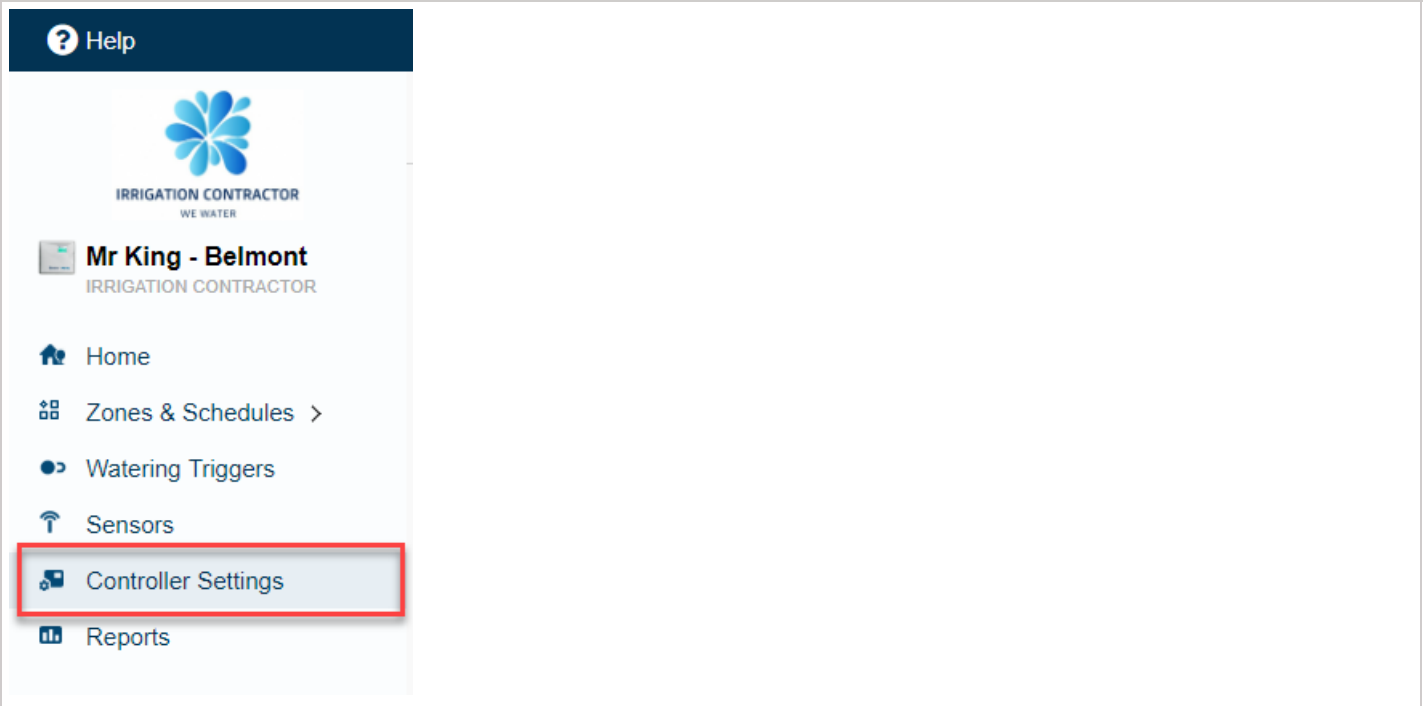 ? Help
IRRIGATION CONTRACTOR
WE WATER
Mr King - Belmont
IRRIGATION CONTRACTOR
Home
Zones & Schedules >
Watering Triggers
Sensors
Controller Settings
Reports